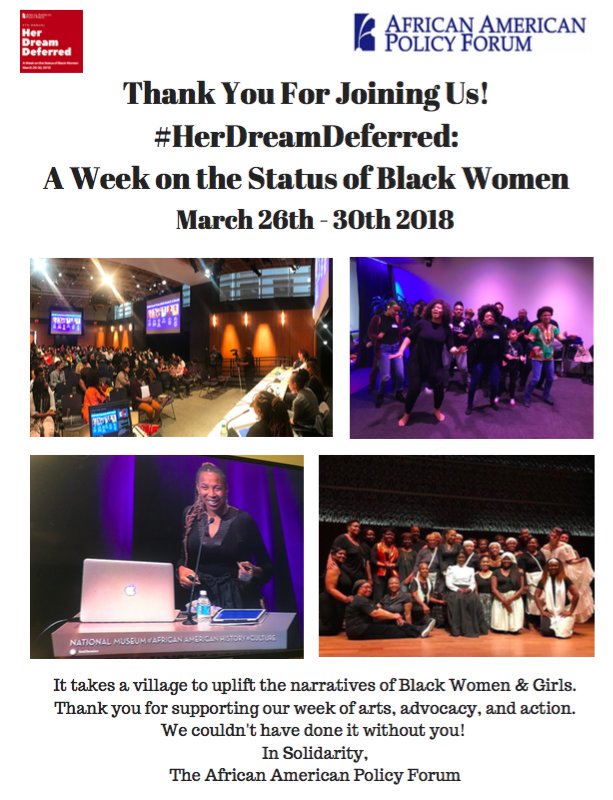 Her
Dream
Deferred
AFRICAN AMERICAN
POLICY FORUM
Thank You For Joining Us!
#HerDreamDeferred:
A Week on the Status of Black Women
March 26th - 30th 2018
NATIONAL MUSEUM of AFRICAN AMERICAN HISTORY & CULTURE
It takes a village to uplift the narratives of Black Women & Girls.
Thank you for supporting our week of arts, advocacy, and action.
We couldn't have done it without you!
In Solidarity,
The African American Policy Forum